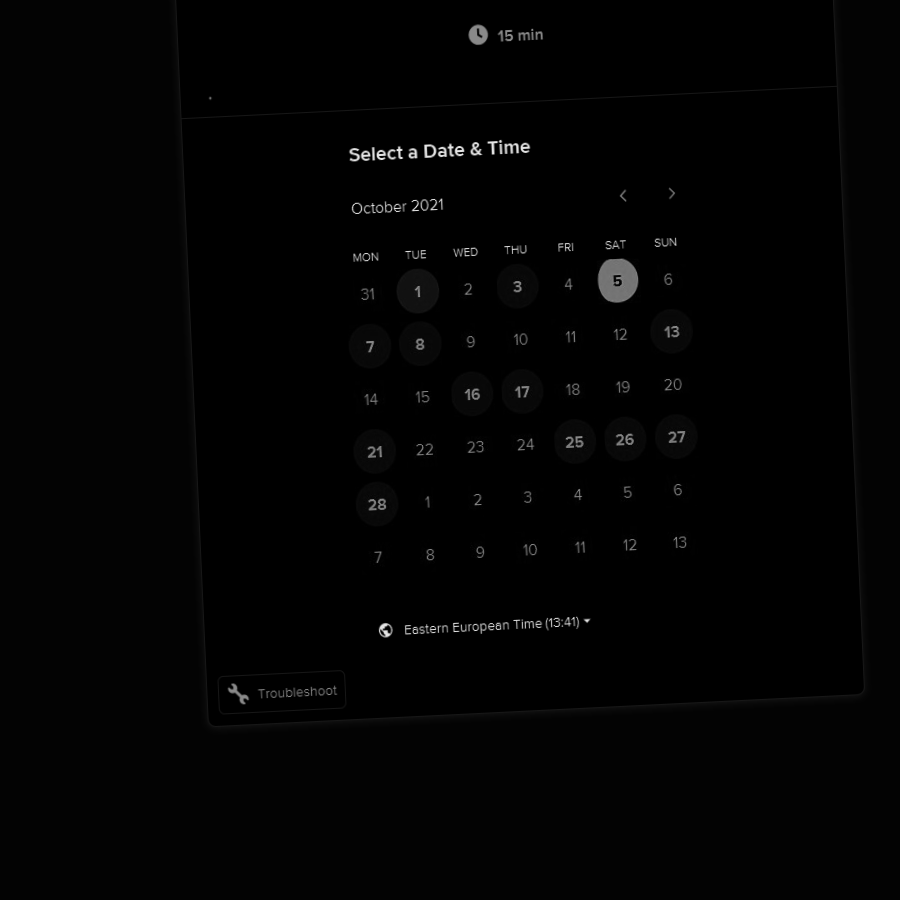 15 min
Select a Date & Time
October 2021
MON TUE WED THU FRI SAT SUN
31 1 2 3 4 5 6
7 8 9 10 11 12 13
14 15 16 17 18 19 20
21 22 23 24 25 26 27
28 1 2 3 4 5 6
7 8 9 10 11 12 13
Eastern European Time (13:41)
Troubleshoot